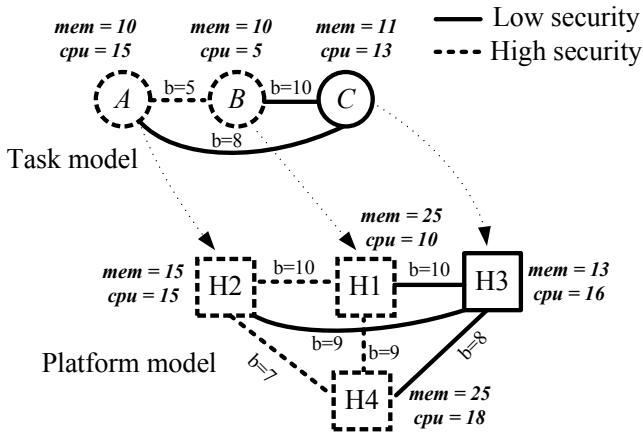 mem = 10
cpu = 15
mem = 10
cpu = 5
mem = 11
cpu = 13
Low security
High security
A
b=5
B
b=10
C
b=8
Task model
mem = 25
cpu = 10
mem = 15
cpu = 15
H2
b=10
H1
b=10
H3
mem = 13
cpu = 16
b=9
b=9
b=8
b=7
Platform model
H4
mem = 25
cpu = 18